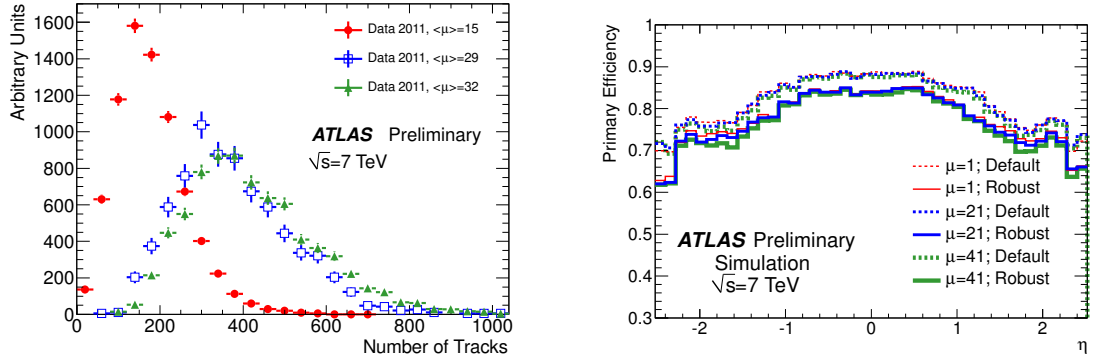 Arbitrary Units
1600
1400
1200
1000
800
600
400
200
0
Data 2011, <μ>=15
Data 2011, <μ>=29
Data 2011, <μ>=32
ATLAS Preliminary
√s=7 TeV
0 200 400 600 800 1000
Number of Tracks
Primary Efficiency
1
0.9
0.8
0.7
0.6
0.5
0.4
0.3
μ=1; Default
μ=1; Robust
μ=21; Default
μ=21; Robust
μ=41; Default
μ=41; Robust
ATLAS Preliminary
Simulation
√s=7 TeV
-2 -1 0 1 2
η